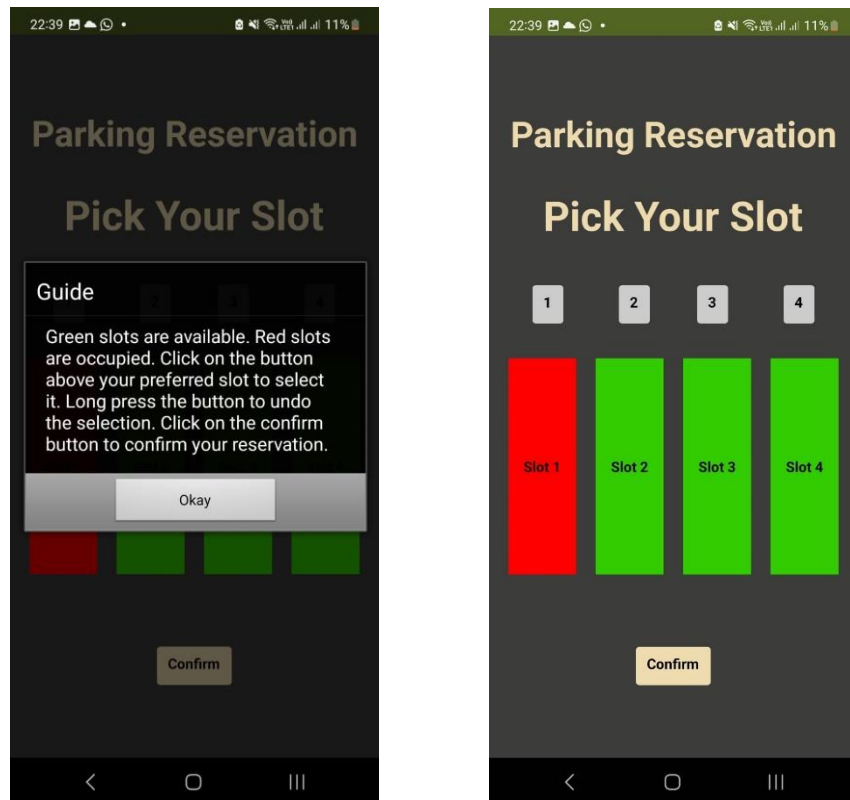 22:39
11%
Parking Reservation
Pick Your Slot
Guide
Green slots are available. Red slots
are occupied. Click on the button
above your preferred slot to select
it. Long press the button to undo
the selection. Click on the confirm
button to confirm your reservation.
Okay
Confirm
22:39
11%
Parking Reservation
Pick Your Slot
1 2 3 4
Slot 1 Slot 2 Slot 3 Slot 4
Confirm